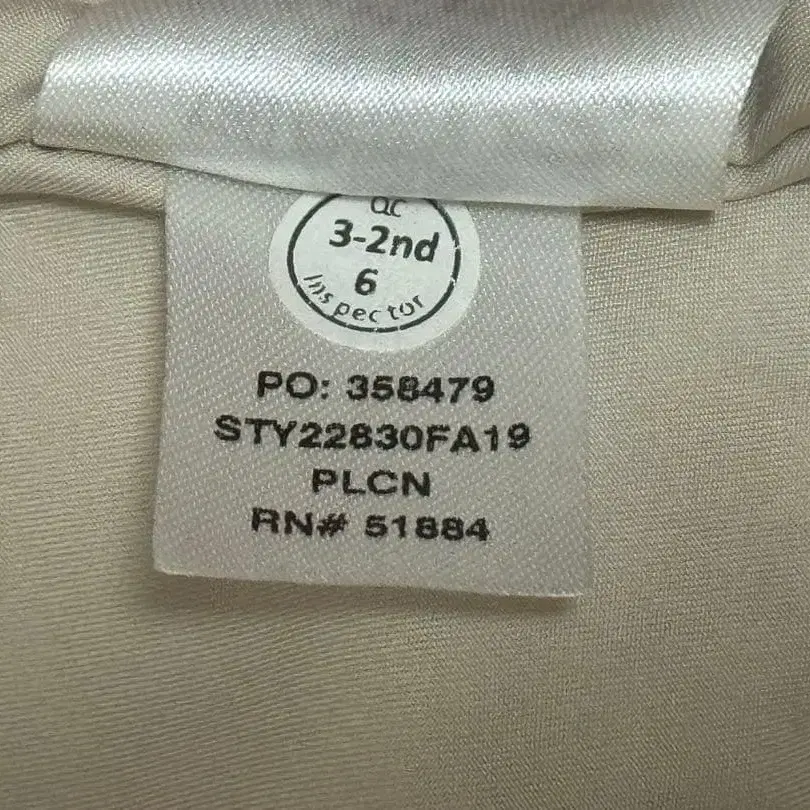 QC
3-2nd
6
Inspector
PO: 358479
STY22830FA19
PLCN
RN# 51884